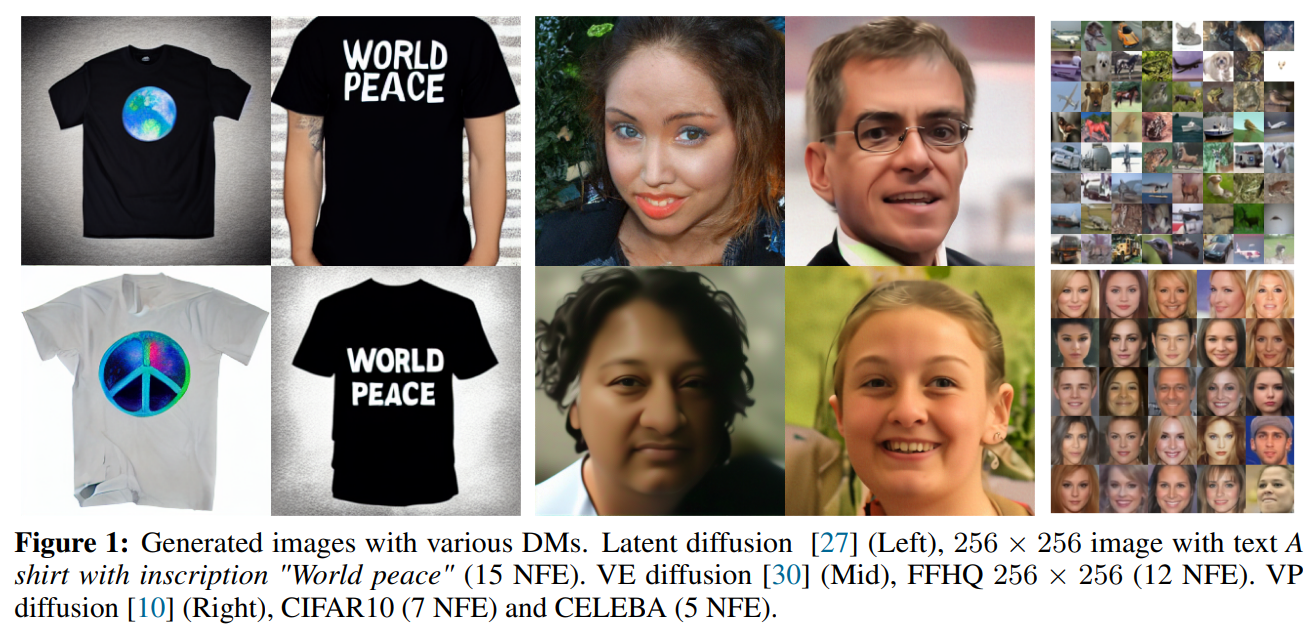 WORLD
PEACE
WORLD
PEACE
Figure 1: Generated images with various DMs. Latent diffusion [27] (Left), 256 × 256 image with text A
shirt with inscription "World peace" (15 NFE). VE diffusion [30] (Mid), FFHQ 256 × 256 (12 NFE). VP
diffusion [10] (Right), CIFAR10 (7 NFE) and CELEBA (5 NFE).